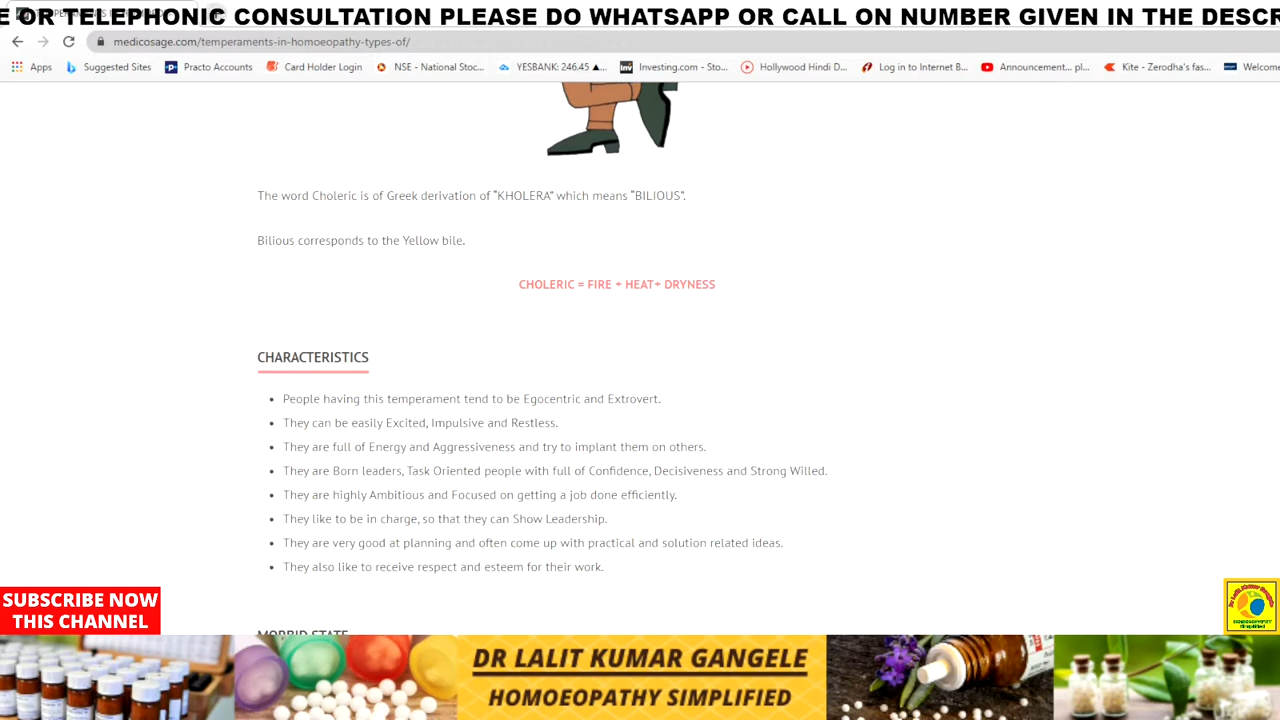 E OR TELEPHONIC CONSULTATION PLEASE DO WHATSAPP OR CALL ON NUMBER GIVEN IN THE DESCR
medicosage.com/temperaments-in-homoeopathy-types-of/
Apps Suggested Sites Practo Accounts Card Holder Login NSE - National Stoc... YESBANK: 246.45 ▲... Investing.com - Sto... Hollywood Hindi D... Log in to Internet B... Announcement... pl... Kite - Zerodha's fas... Welcome
The word Choleric is of Greek derivation of “KHOLERA” which means “BILIOUS”.
Bilious corresponds to the Yellow bile.
CHOLERIC = FIRE + HEAT+ DRYNESS
CHARACTERISTICS
• People having this temperament tend to be Egocentric and Extrovert.
• They can be easily Excited, Impulsive and Restless.
• They are full of Energy and Aggressiveness and try to implant them on others.
• They are Born leaders, Task Oriented people with full of Confidence, Decisiveness and Strong Willed.
• They are highly Ambitious and Focused on getting a job done efficiently.
• They like to be in charge, so that they can Show Leadership.
• They are very good at planning and often come up with practical and solution related ideas.
• They also like to receive respect and esteem for their work.
MORBID STATE
SUBSCRIBE NOW
THIS CHANNEL
DR LALIT KUMAR GANGELE
HOMOEOPATHY SIMPLIFIED